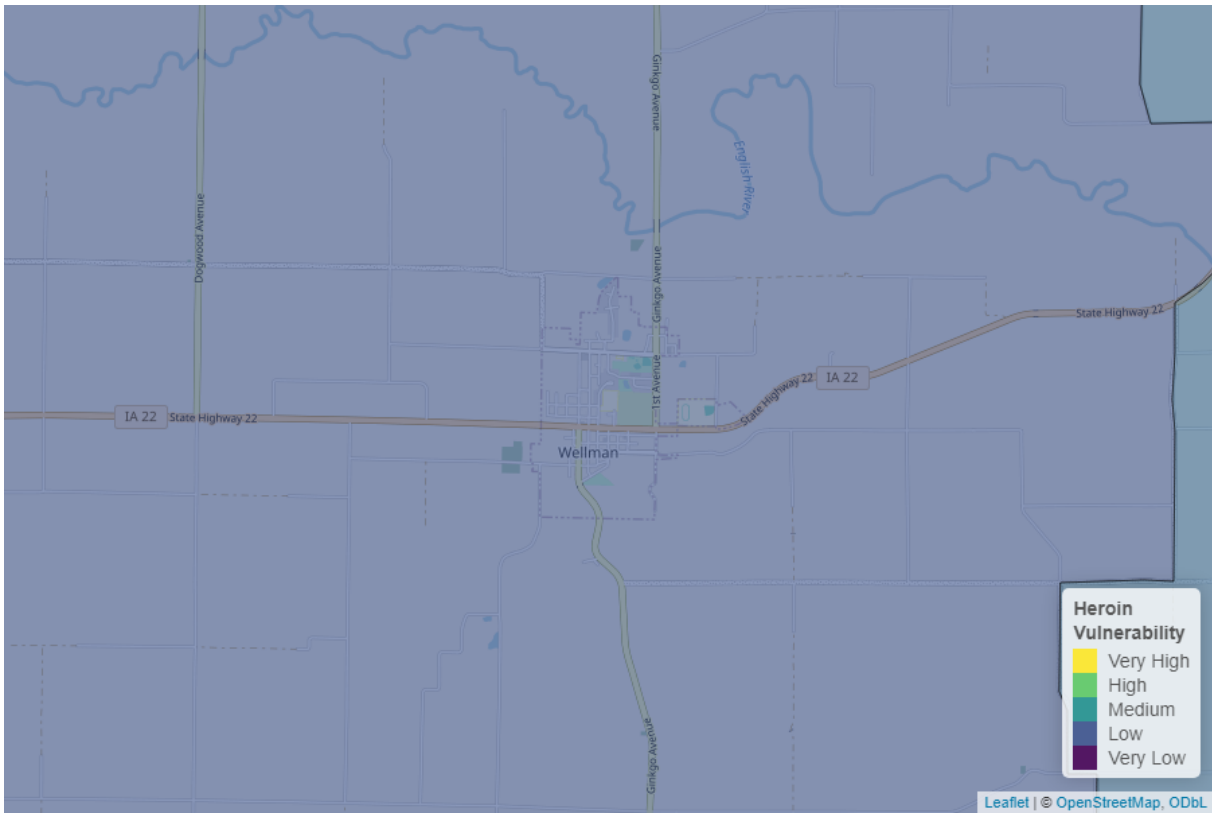 Ginkgo Avenue
English River
Dogwood Avenue
Ginkgo Avenue
State Highway 22
1st Avenue
IA 22
State Highway 22
IA 22
State Highway 22
Wellman
Ginkgo Avenue
Heroin
Vulnerability
Very High
High
Medium
Low
Very Low
Leaflet | © OpenStreetMap, ODbL